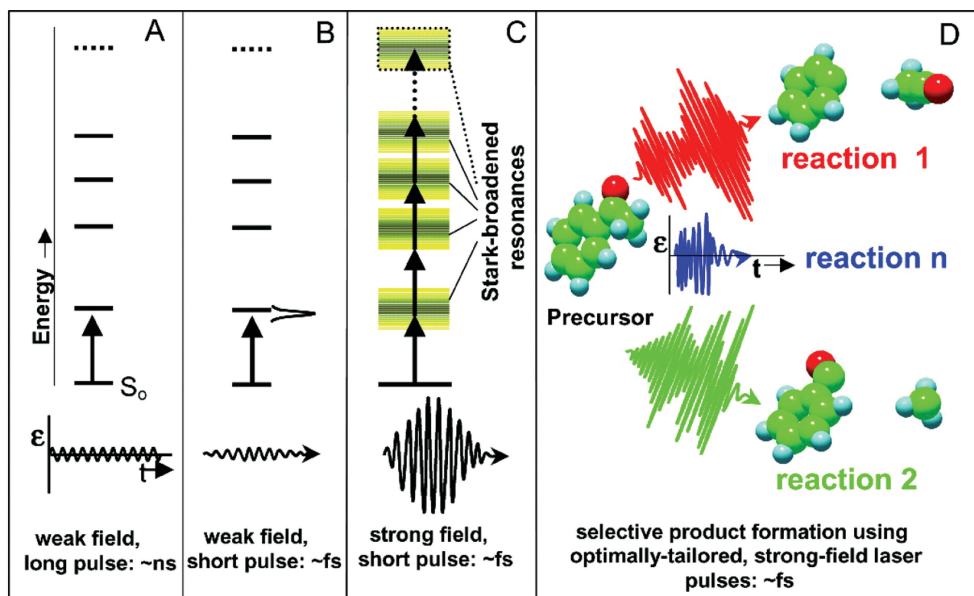 A
Energy
So
ε
t
weak field,
long pulse: ~ns
B
weak field,
short pulse: ~fs
C
Stark-broadened
resonances
strong field,
short pulse: ~fs
D
reaction 1
ε
t
reaction n
Precursor
reaction 2
selective product formation using
optimally-tailored, strong-field laser
pulses: ~fs